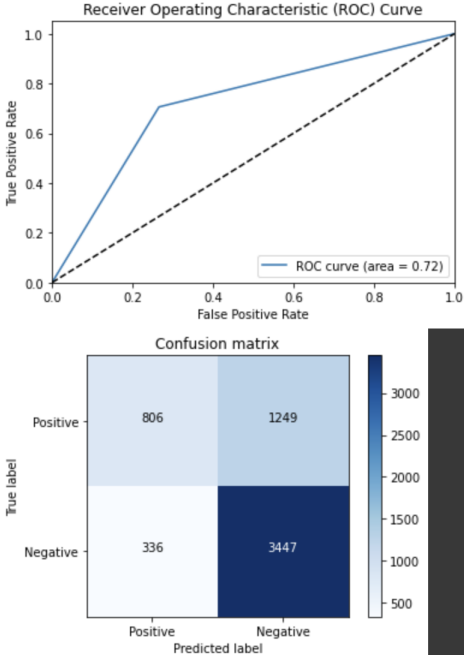 Receiver Operating Characteristic (ROC) Curve
1.0
0.8
0.6
0.4
0.2
0.0
True Positive Rate
ROC curve (area = 0.72)
0.0 0.2 0.4 0.6 0.8 1.0
False Positive Rate
Confusion matrix
True label
Positive 806 1249
Negative 336 3447
Positive Negative
Predicted label
3000
2500
2000
1500
1000
500